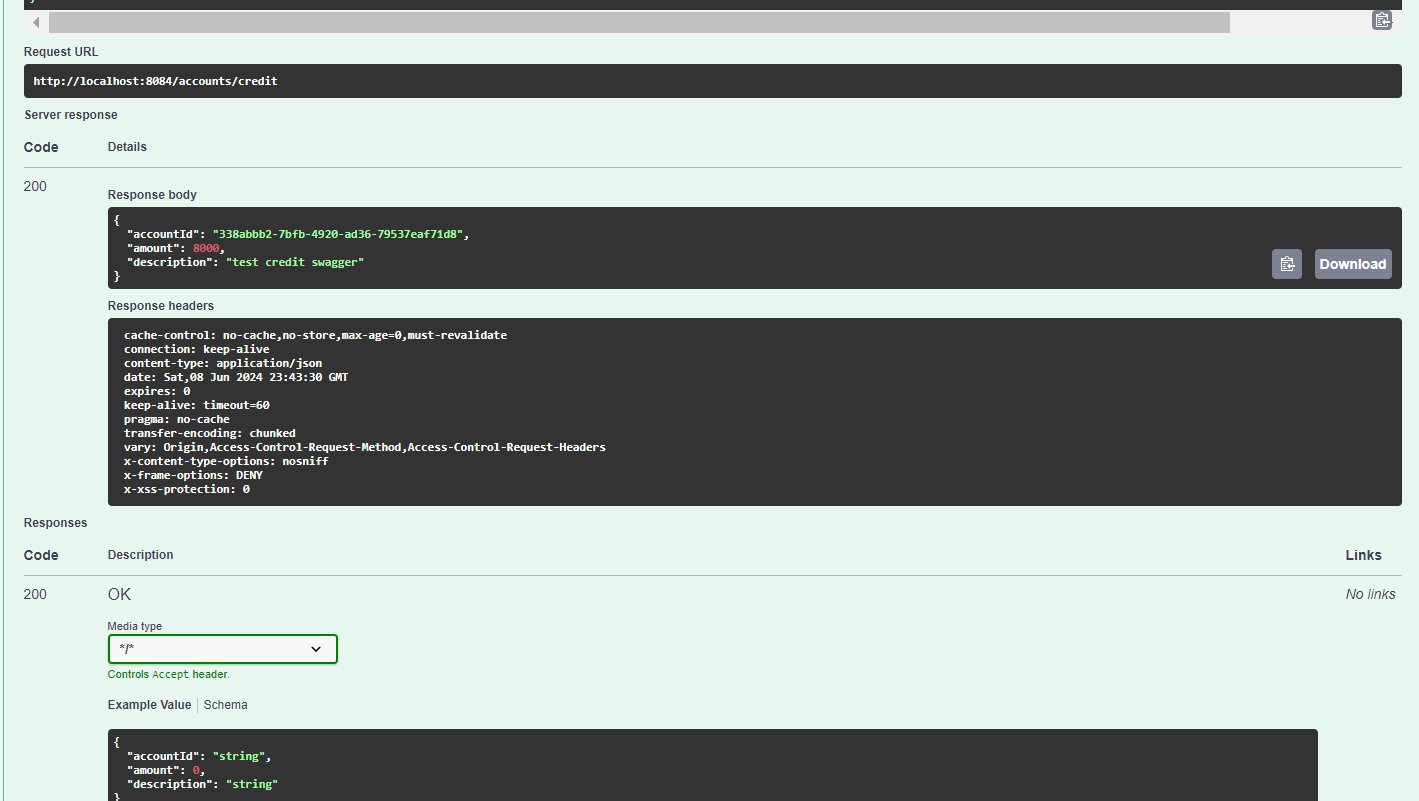 }
Request URL
http://localhost:8084/accounts/credit
Server response
Code Details
200
Response body
{
  "accountId": "338abbb2-7bfb-4920-ad36-79537eaf71d8",
  "amount": 8000,
  "description": "test credit swagger"
}
Download
Response headers
cache-control: no-cache,no-store,max-age=0,must-revalidate
connection: keep-alive
content-type: application/json
date: Sat,08 Jun 2024 23:43:30 GMT
expires: 0
keep-alive: timeout=60
pragma: no-cache
transfer-encoding: chunked
vary: Origin,Access-Control-Request-Method,Access-Control-Request-Headers
x-content-type-options: nosniff
x-frame-options: DENY
x-xss-protection: 0
Responses
Code Description Links
200 OK No links
Media type
*/*
Controls Accept header.
Example Value Schema
{
  "accountId": "string",
  "amount": 0,
  "description": "string"
}